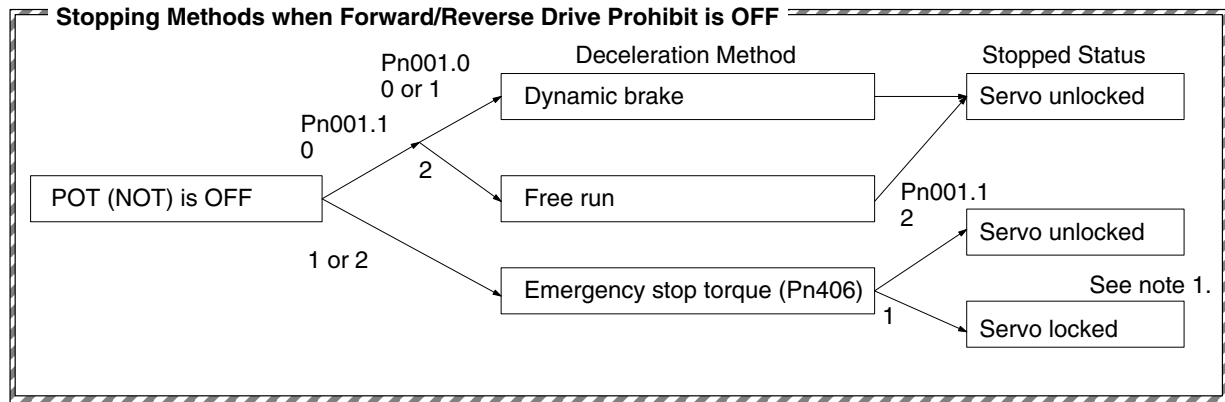 Stopping Methods when Forward/Reverse Drive Prohibit is OFF
Deceleration Method
Stopped Status
Pn001.0
0 or 1
Dynamic brake
Servo unlocked
Pn001.1
0
2
POT (NOT) is OFF
Free run
Pn001.1
2
Servo unlocked
1 or 2
Emergency stop torque (Pn406)
See note 1.
1
Servo locked